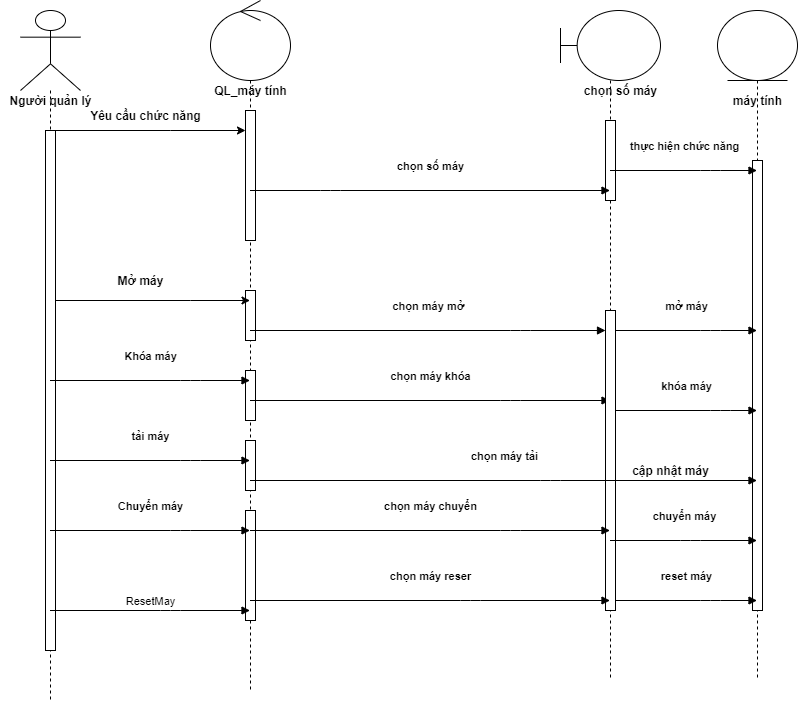 Người quản lý
QL_máy tính
chọn số máy
máy tính
Yêu cầu chức năng
thực hiện chức năng
chọn số máy
Mở máy
chọn máy mở
mở máy
Khóa máy
chọn máy khóa
khóa máy
tải máy
chọn máy tải
cập nhật máy
Chuyển máy
chọn máy chuyển
chuyển máy
ResetMay
chọn máy reser
reset máy